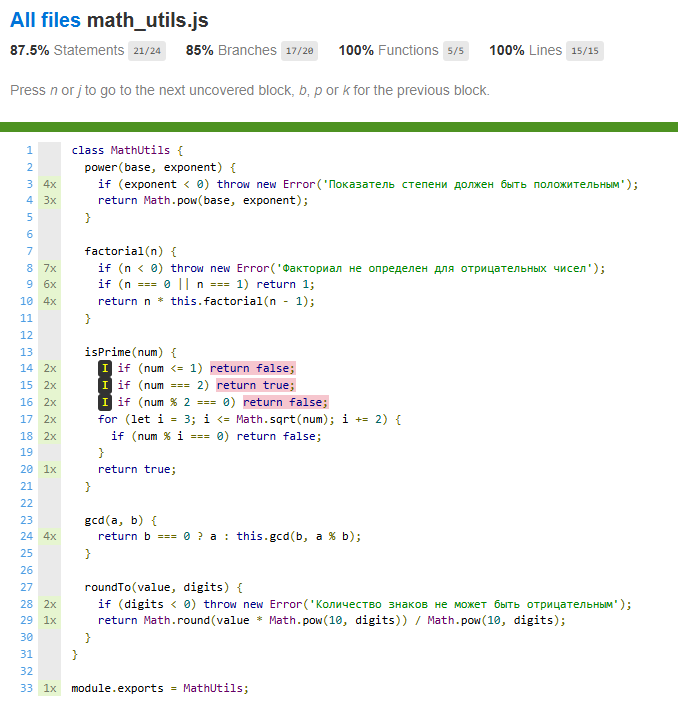 All files math_utils.js
87.5% Statements 21/24 85% Branches 17/20 100% Functions 5/5 100% Lines 15/15
Press n or j to go to the next uncovered block, b, p or k for the previous block.
1 class MathUtils {
2 power(base, exponent) {
3 4x if (exponent < 0) throw new Error('Показатель степени должен быть положительным');
4 3x return Math.pow(base, exponent);
5 }
6
7 factorial(n) {
8 7x if (n < 0) throw new Error('Факториал не определен для отрицательных чисел');
9 6x if (n === 0 || n === 1) return 1;
10 4x return n * this.factorial(n - 1);
11 }
12
13 isPrime(num) {
14 2x I if (num <= 1) return false;
15 2x I if (num === 2) return true;
16 2x I if (num % 2 === 0) return false;
17 2x for (let i = 3; i <= Math.sqrt(num); i += 2) {
18 2x if (num % i === 0) return false;
19 }
20 1x return true;
21 }
22
23 gcd(a, b) {
24 4x return b === 0 ? a : this.gcd(b, a % b);
25 }
26
27 roundTo(value, digits) {
28 2x if (digits < 0) throw new Error('Количество знаков не может быть отрицательным');
29 1x return Math.round(value * Math.pow(10, digits)) / Math.pow(10, digits);
30 }
31 }
32
33 1x module.exports = MathUtils;